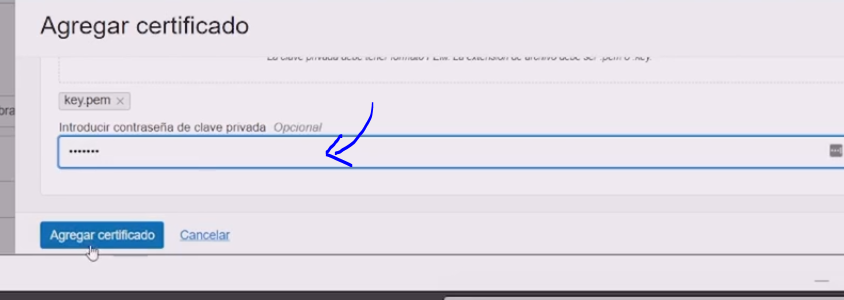 Agregar certificado
La clave privada debe tener formato PEM. La extensión de archivo debe ser .pem o .key.
key.pem ×
Introducir contraseña de clave privada Opcional
•••••••
Agregar certificado Cancelar